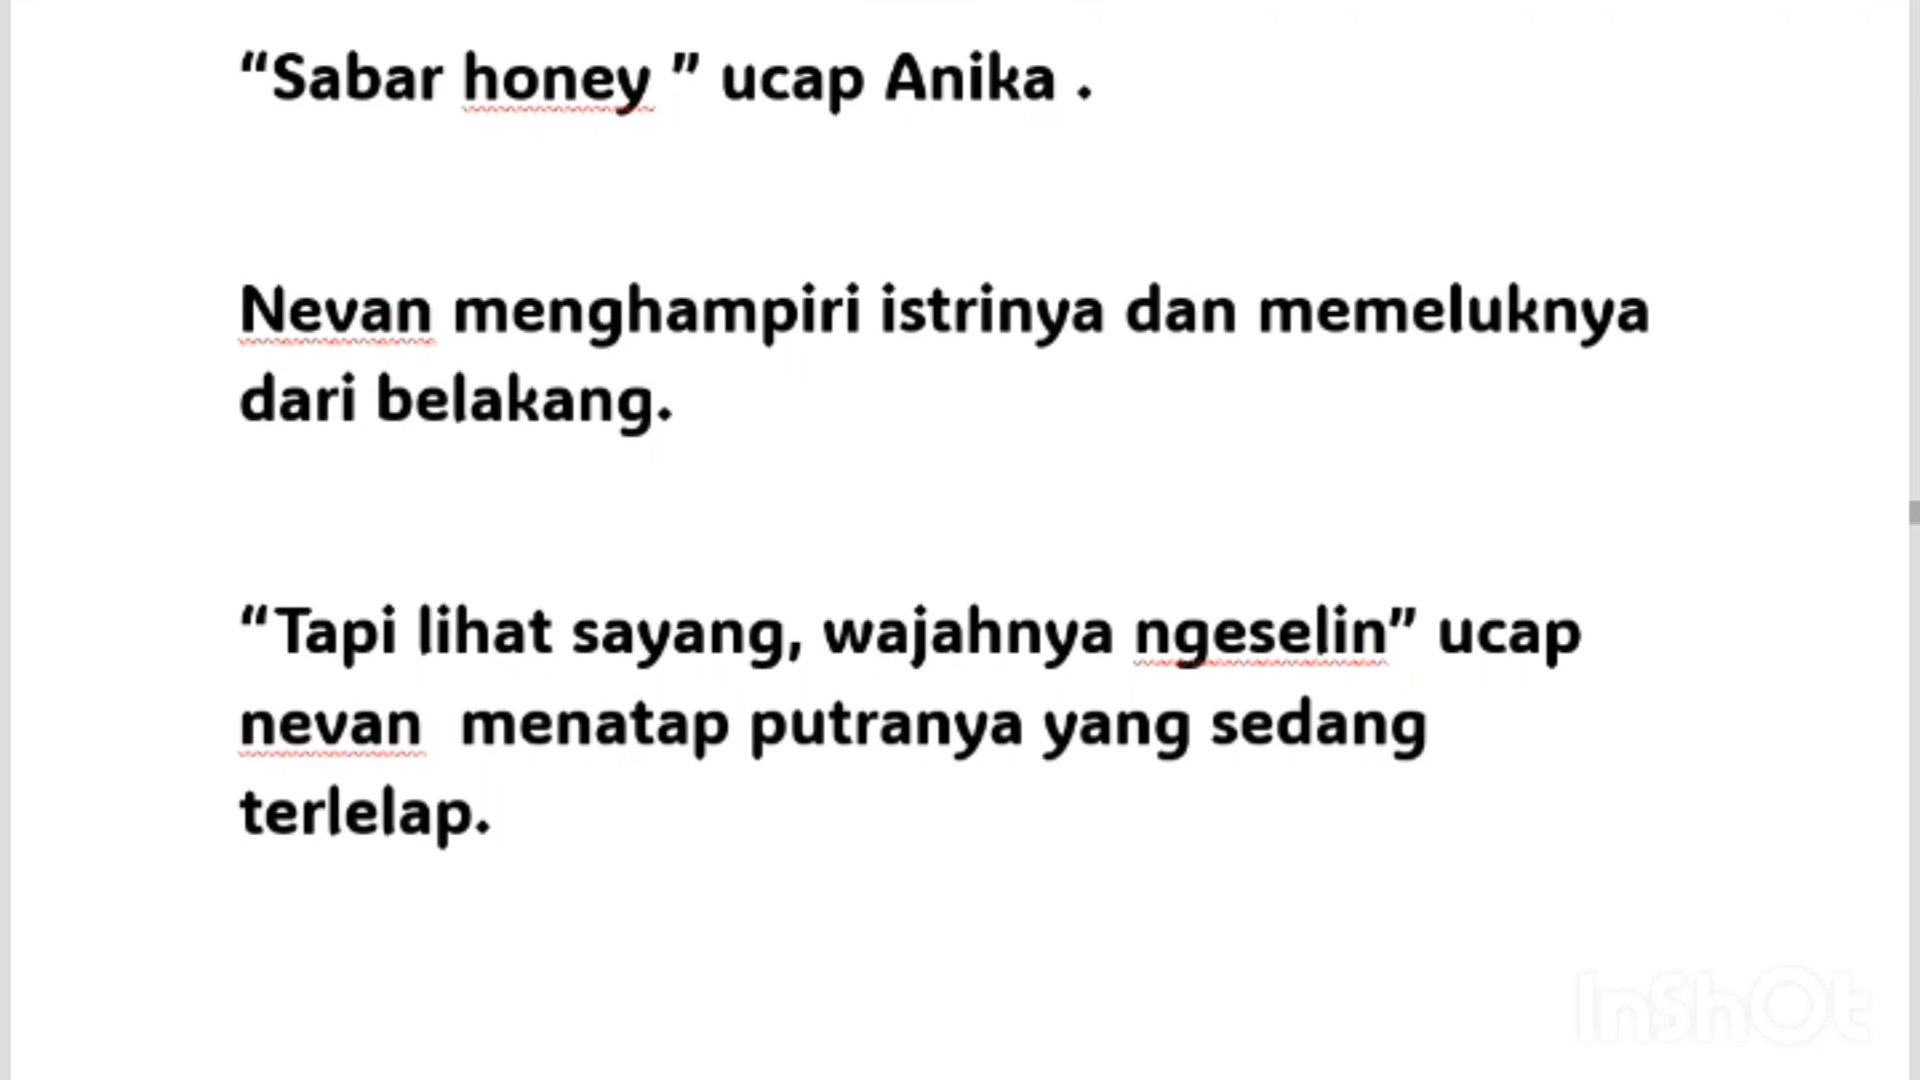 “Sabar honey ” ucap Anika .
Nevan menghampiri istrinya dan memeluknya
dari belakang.
“Tapi lihat sayang, wajahnya ngeselin” ucap
nevan  menatap putranya yang sedang
terlelap.
InShOt